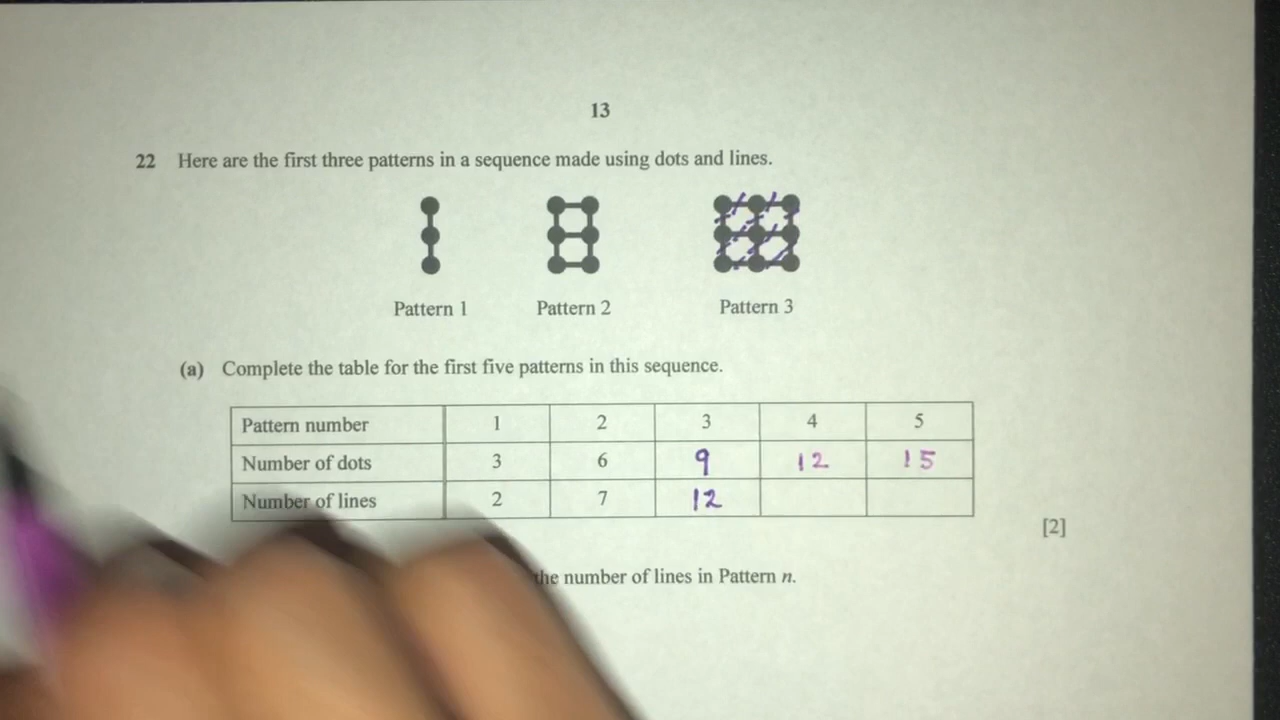 13
22 Here are the first three patterns in a sequence made using dots and lines.
Pattern 1 Pattern 2 Pattern 3
(a) Complete the table for the first five patterns in this sequence.
Pattern number 1 2 3 4 5
Number of dots 3 6 9 12 15
Number of lines 2 7 12
[2]
the number of lines in Pattern n.